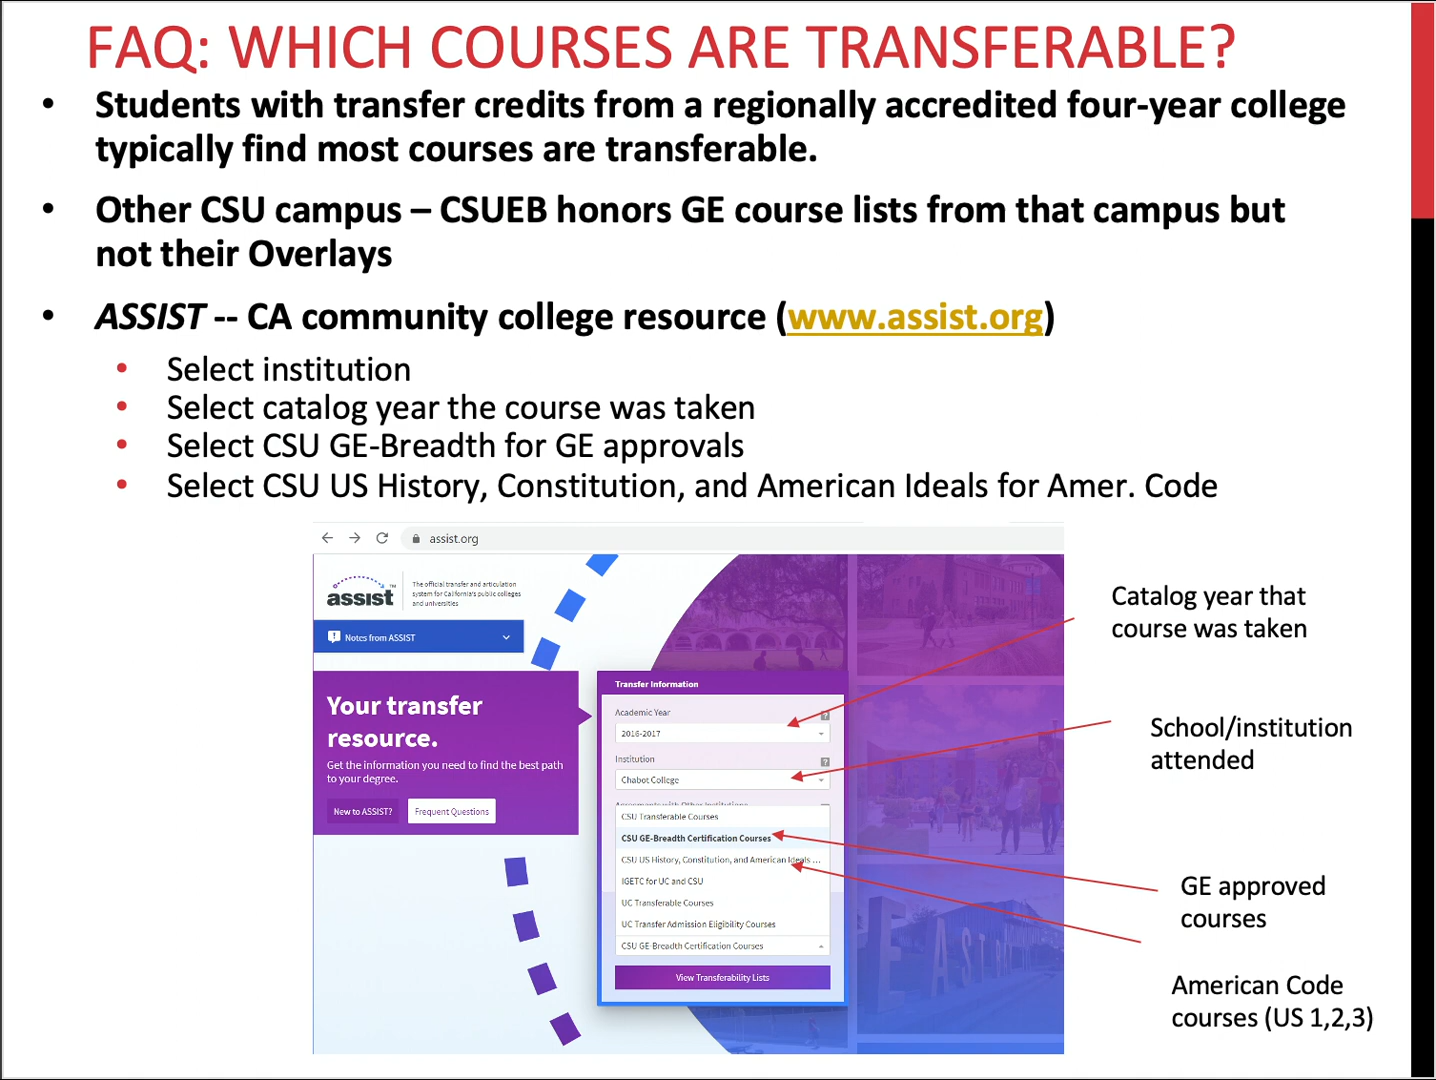 FAQ: WHICH COURSES ARE TRANSFERABLE?
• Students with transfer credits from a regionally accredited four-year college
typically find most courses are transferable.
• Other CSU campus – CSUEB honors GE course lists from that campus but
not their Overlays
• ASSIST -- CA community college resource (www.assist.org)
• Select institution
• Select catalog year the course was taken
• Select CSU GE-Breadth for GE approvals
• Select CSU US History, Constitution, and American Ideals for Amer. Code
assist.org
assist™
The official transfer and articulation
system for California's public colleges
and universities
Notes from ASSIST
Your transfer
resource.
Get the information you need to find the best path
to your degree.
New to ASSIST?
Frequent Questions
Transfer Information
Academic Year
2016-2017
Institution
Chabot College
Agreements with Other Institutions
CSU Transferable Courses
CSU GE-Breadth Certification Courses
CSU US History, Constitution, and American Ideals ...
IGETC for UC and CSU
UC Transferable Courses
UC Transfer Admission Eligibility Courses
CSU GE-Breadth Certification Courses
View Transferability Lists
Catalog year that
course was taken
School/institution
attended
GE approved
courses
American Code
courses (US 1,2,3)